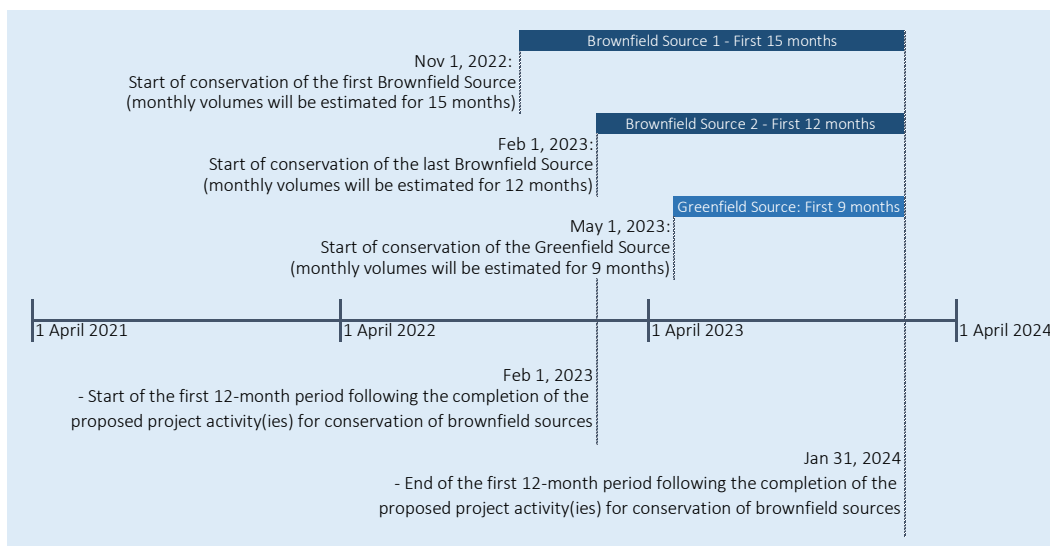 Brownfield Source 1 - First 15 months
Nov 1, 2022:
Start of conservation of the first Brownfield Source
(monthly volumes will be estimated for 15 months)
Brownfield Source 2 - First 12 months
Feb 1, 2023:
Start of conservation of the last Brownfield Source
(monthly volumes will be estimated for 12 months)
Greenfield Source: First 9 months
May 1, 2023:
Start of conservation of the Greenfield Source
(monthly volumes will be estimated for 9 months)
1 April 2021
1 April 2022
1 April 2023
1 April 2024
Feb 1, 2023
- Start of the first 12-month period following the completion of the
proposed project activity(ies) for conservation of brownfield sources
Jan 31, 2024
- End of the first 12-month period following the completion of the
proposed project activity(ies) for conservation of brownfield sources